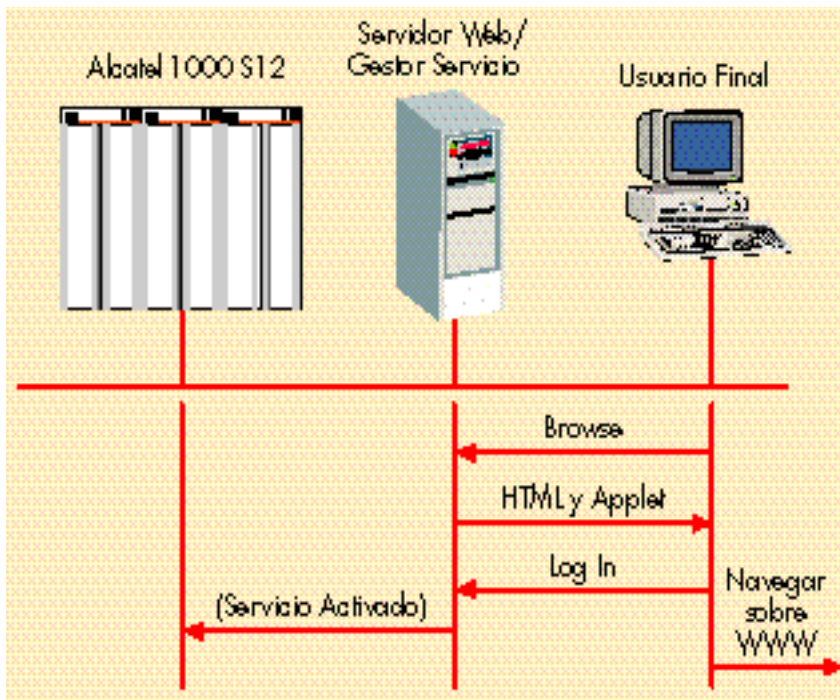 Alcatel 1000 S12
Servidor Web/
Gestor Servicio
Usuario Final
Browse
HTML y Applet
Log In
(Servicio Activado)
Navegar
sobre
WWW